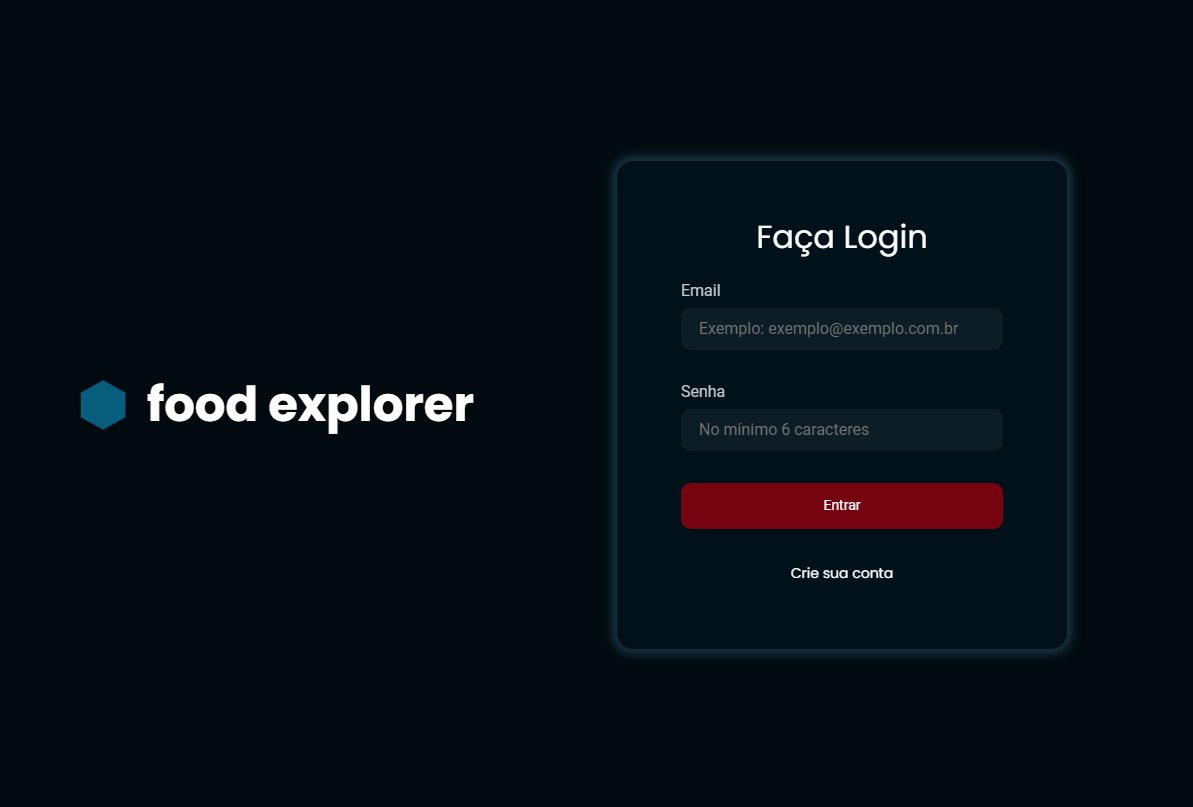 food explorer
Faça Login
Email
Exemplo: exemplo@exemplo.com.br
Senha
No mínimo 6 caracteres
Entrar
Crie sua conta